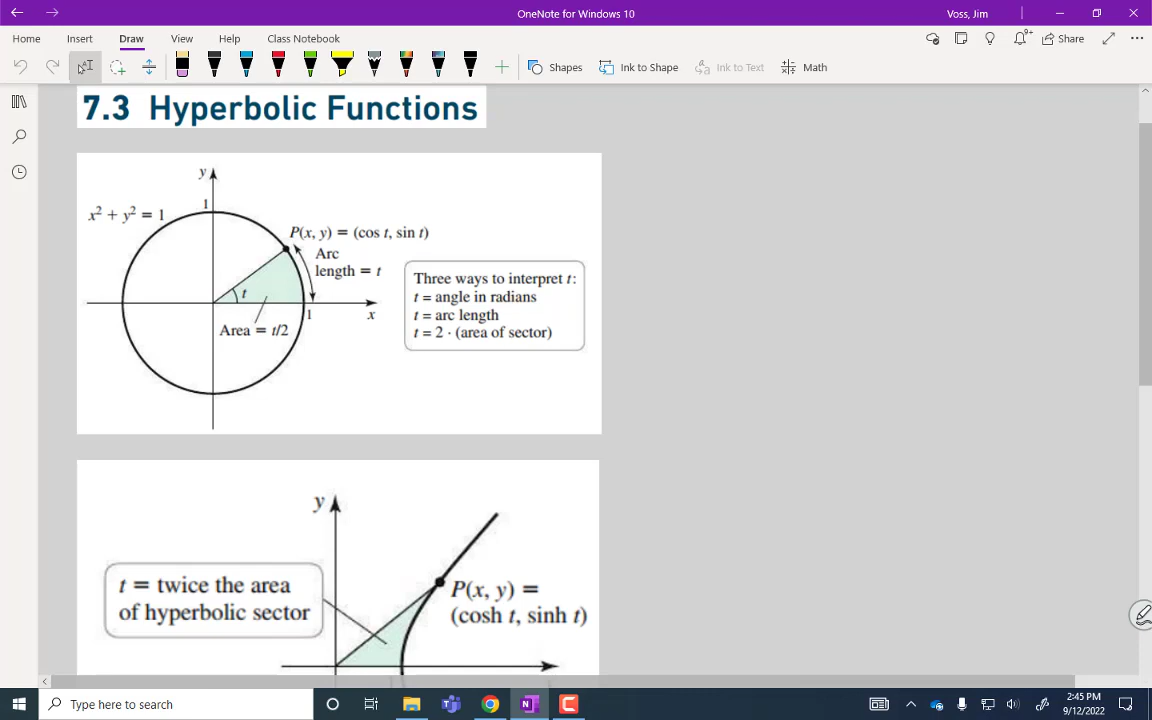 OneNote for Windows 10
Voss, Jim
Home Insert Draw View Help Class Notebook
Share
Shapes Ink to Shape Ink to Text Math
7.3 Hyperbolic Functions
y
1
x² + y² = 1
P(x, y) = (cos t, sin t)
Arc
length = t
t
1
x
Area = t/2
Three ways to interpret t:
t = angle in radians
t = arc length
t = 2 · (area of sector)
y
t = twice the area
of hyperbolic sector
P(x, y) =
(cosh t, sinh t)
Type here to search
2:45 PM
9/12/2022